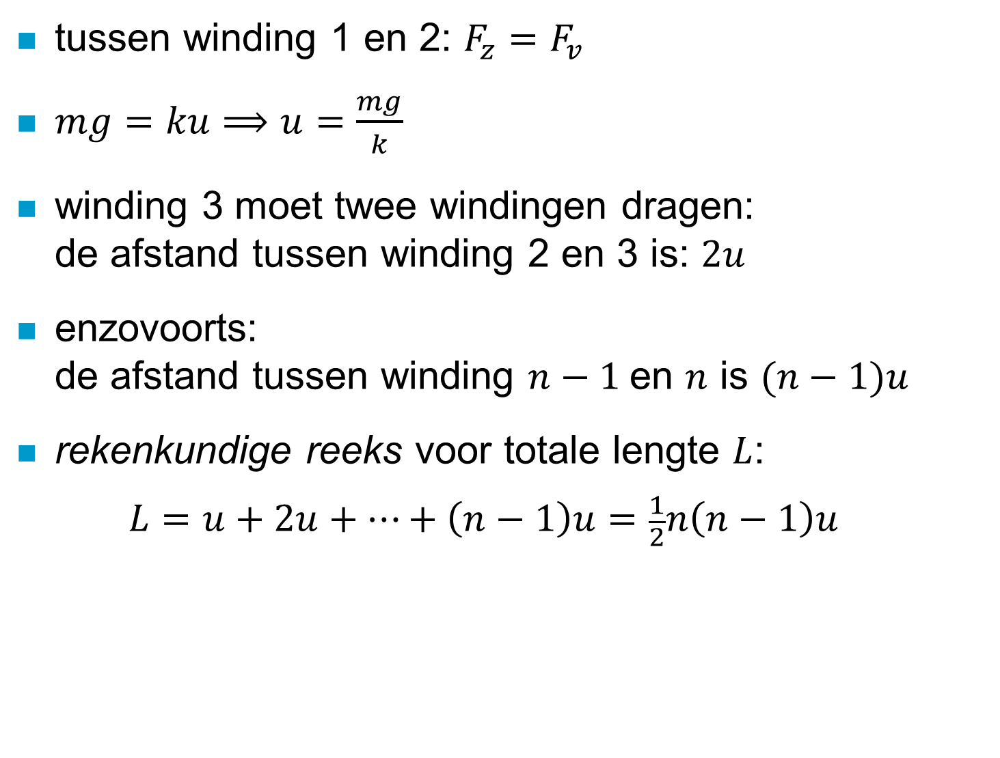 tussen winding 1 en 2: $F_z = F_v$
$mg = ku \Longrightarrow u = \frac{mg}{k}$
winding 3 moet twee windingen dragen:
de afstand tussen winding 2 en 3 is: $2u$
enzovoorts:
de afstand tussen winding $n - 1$ en $n$ is $(n - 1)u$
rekenkundige reeks voor totale lengte $L$:
$L = u + 2u + \cdots + (n - 1)u = \frac{1}{2}n(n - 1)u$